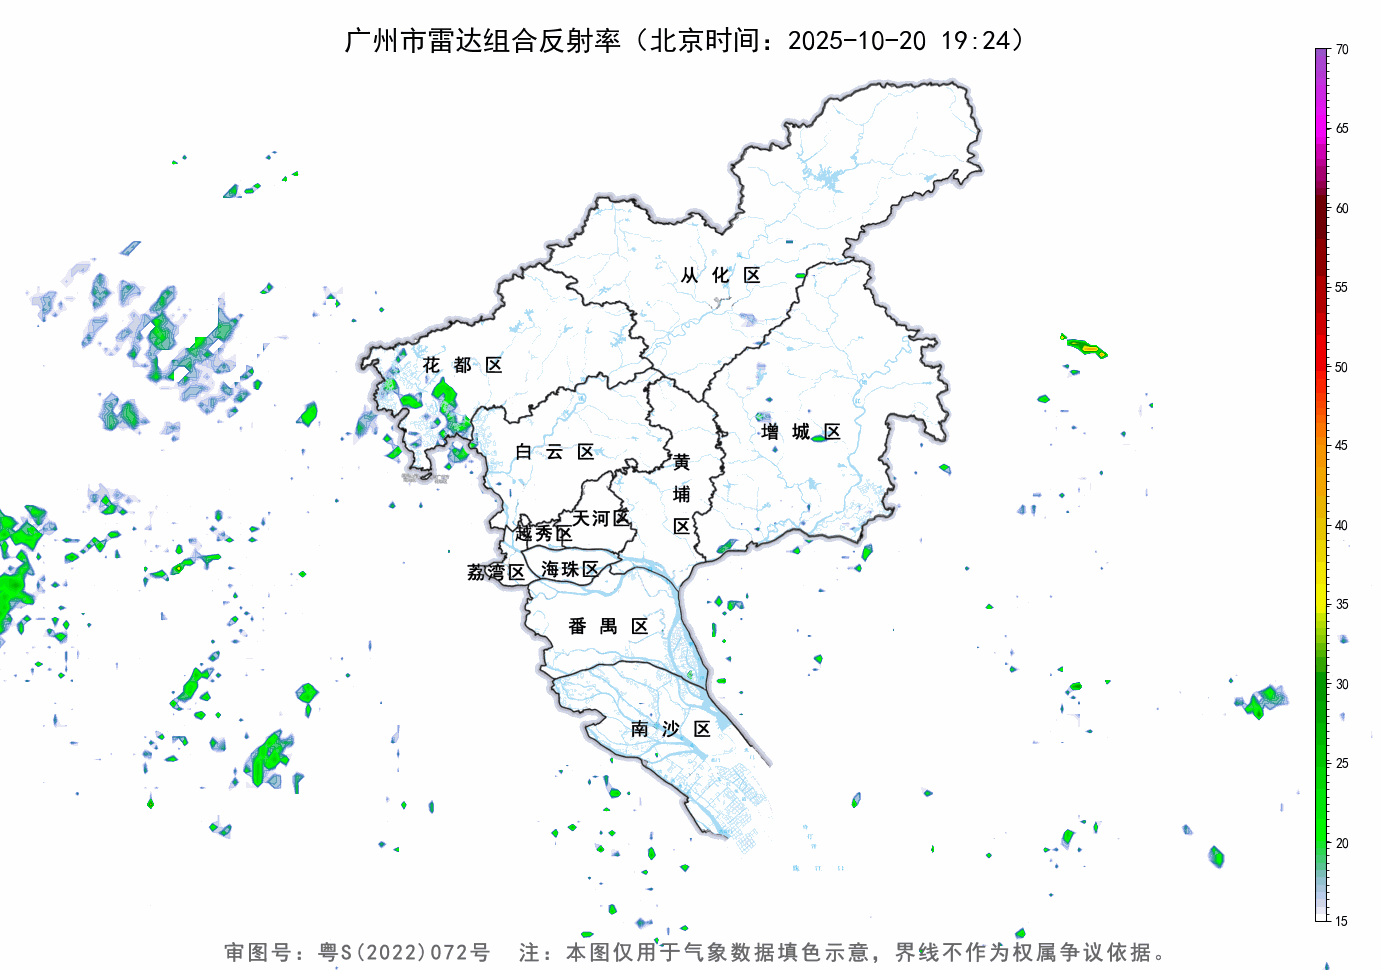 广州市雷达组合反射率（北京时间：2025-10-20 19:24）
70
65
60
55
50
45
40
35
30
25
20
15
从化区
花都区
增城区
白云区
黄埔区
天河区
越秀区
荔湾区
海珠区
番禺区
南沙区
审图号：粤S(2022)072号 注：本图仅用于气象数据填色示意，界线不作为权属争议依据。